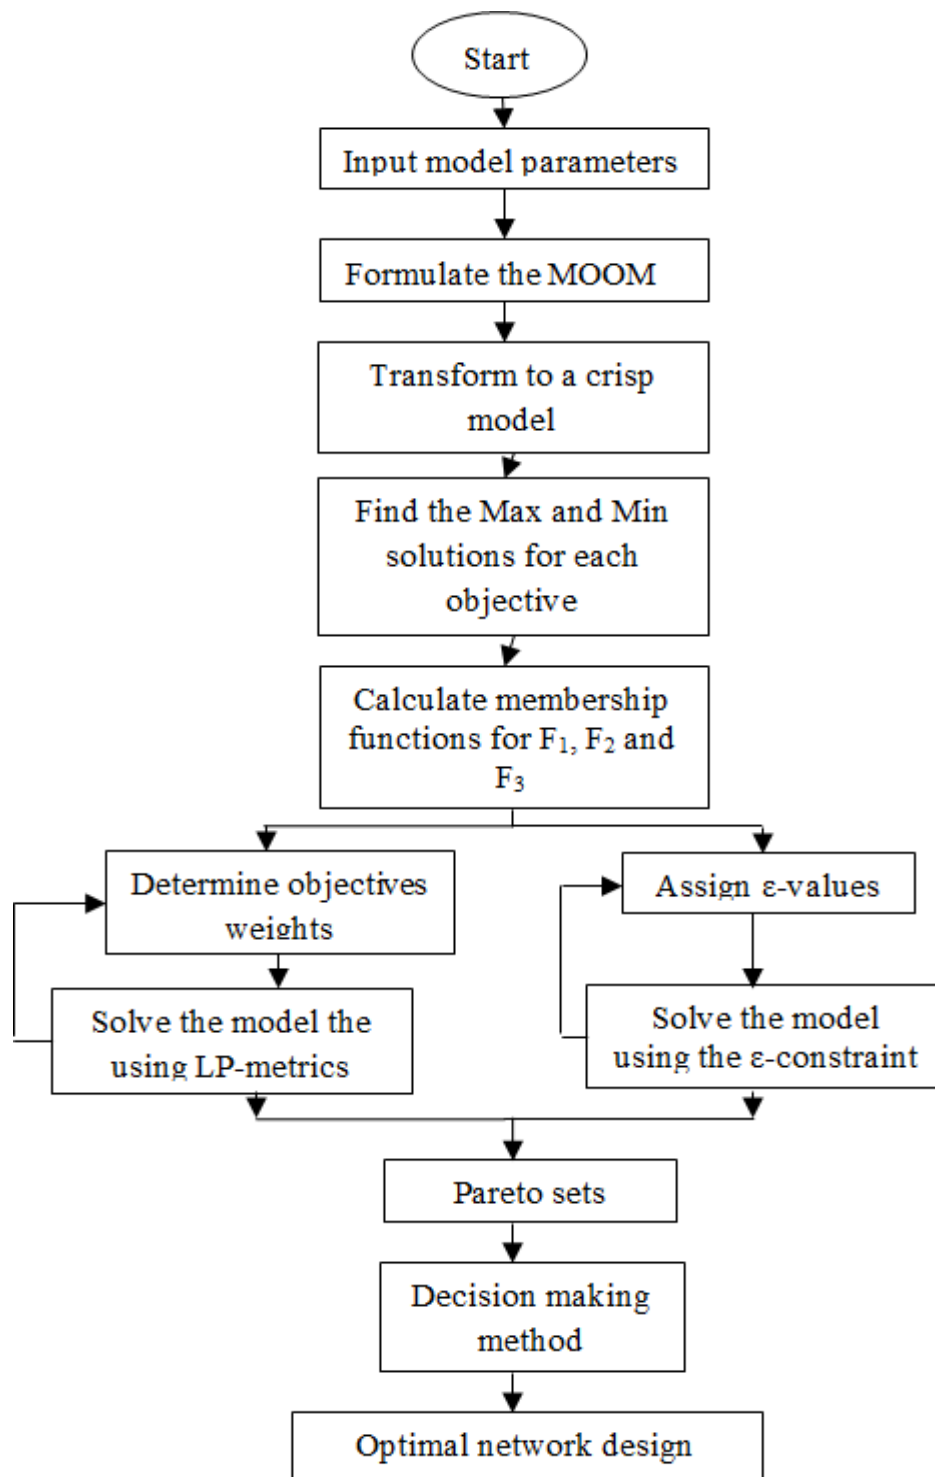 Start
Input model parameters
Formulate the MOOM
Transform to a crisp
model
Find the Max and Min
solutions for each
objective
Calculate membership
functions for F₁, F₂ and
F₃
Determine objectives
weights
Assign ε-values
Solve the model the
using LP-metrics
Solve the model
using the ε-constraint
Pareto sets
Decision making
method
Optimal network design